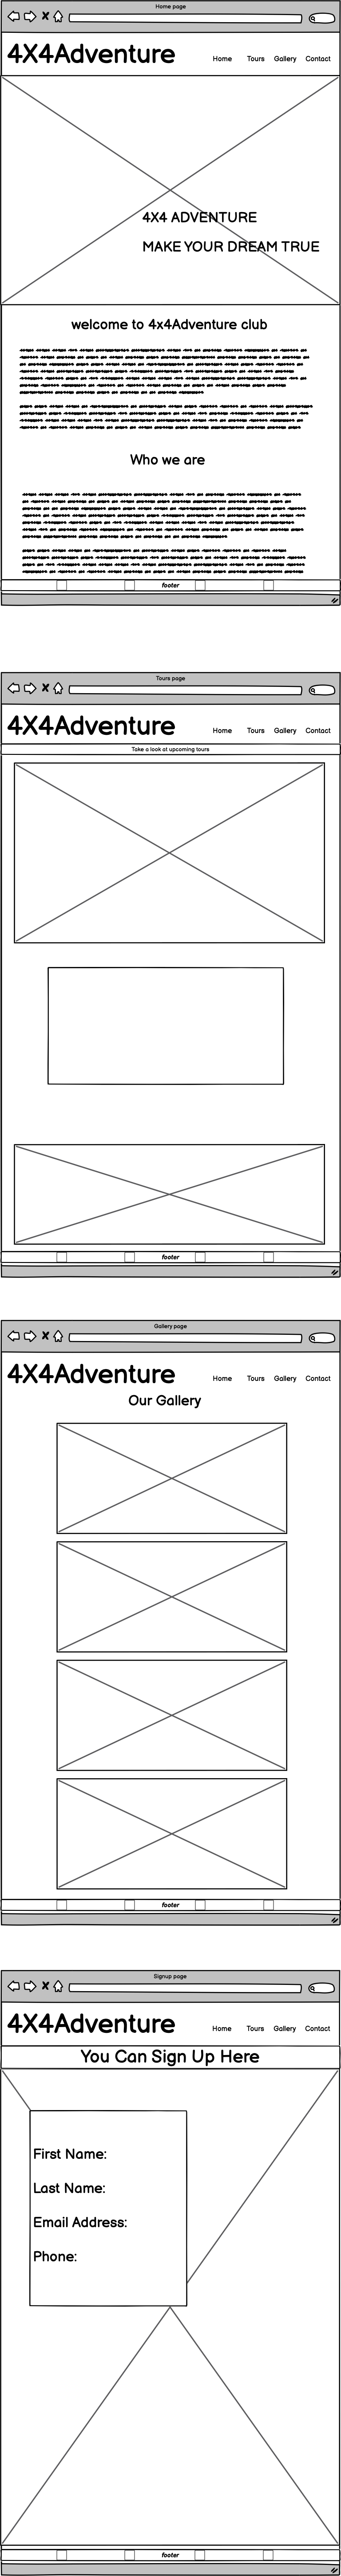 Home page
4X4Adventure
Home Tours Gallery Contact
4X4 ADVENTURE
MAKE YOUR DREAM TRUE
welcome to 4x4Adventure club
Who we are
footer
Tours page
4X4Adventure
Home Tours Gallery Contact
Take a look at upcoming tours
footer
Gallery page
4X4Adventure
Home Tours Gallery Contact
Our Gallery
footer
Signup page
4X4Adventure
Home Tours Gallery Contact
You Can Sign Up Here
First Name:
Last Name:
Email Address:
Phone:
footer